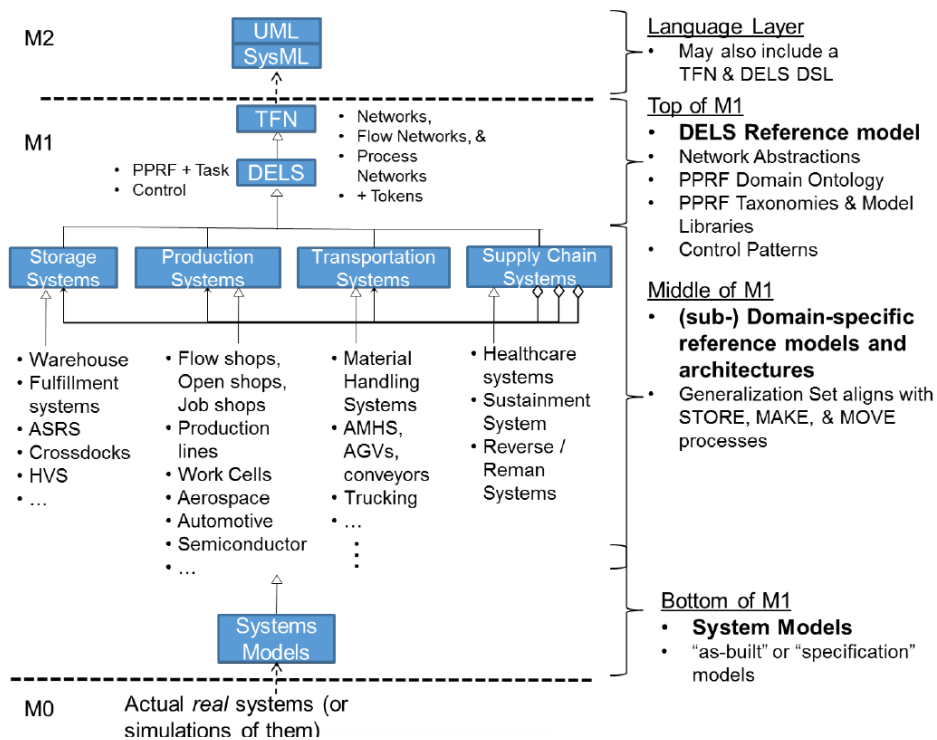 M2
UML
SysML
Language Layer
• May also include a
TFN & DELS DSL
M1
TFN
• Networks,
• Flow Networks, &
• Process
Networks
• + Tokens
• PPRF + Task
• Control
DELS
Top of M1
• DELS Reference model
• Network Abstractions
• PPRF Domain Ontology
• PPRF Taxonomies & Model
Libraries
• Control Patterns
Storage
Systems
Production
Systems
Transportation
Systems
Supply Chain
Systems
Middle of M1
• (sub-) Domain-specific
reference models and
architectures
• Generalization Set aligns with
STORE, MAKE, & MOVE
processes
• Warehouse
• Fulfillment
systems
• ASRS
• Crossdocks
• HVS
• ...
• Flow shops,
Open shops,
Job shops
• Production
lines
• Work Cells
• Aerospace
• Automotive
• Semiconductor
• ...
• Material
Handling
Systems
• AMHS,
AGVs,
conveyors
• Trucking
• ...
• Healthcare
systems
• Sustainment
System
• Reverse /
Reman
Systems
Systems
Models
Bottom of M1
• System Models
• “as-built” or “specification”
models
M0
Actual real systems (or
simulations of them)